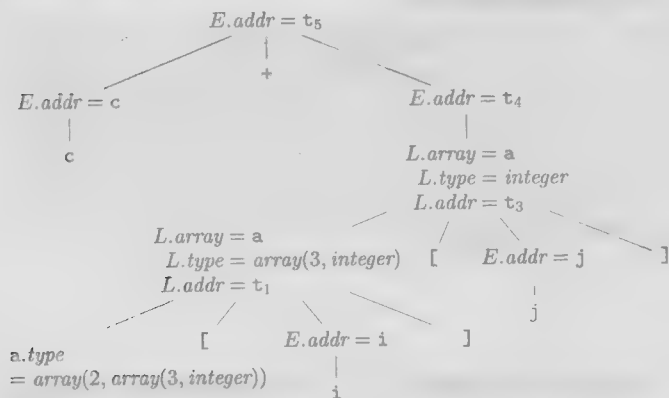 E.addr = t₅
+
E.addr = c
E.addr = t₄
c
L.array = a
L.type = integer
L.addr = t₃
L.array = a
L.type = array(3, integer)
L.addr = t₁
[
E.addr = j
]
j
a.type
= array(2, array(3, integer))
[
E.addr = i
]
i